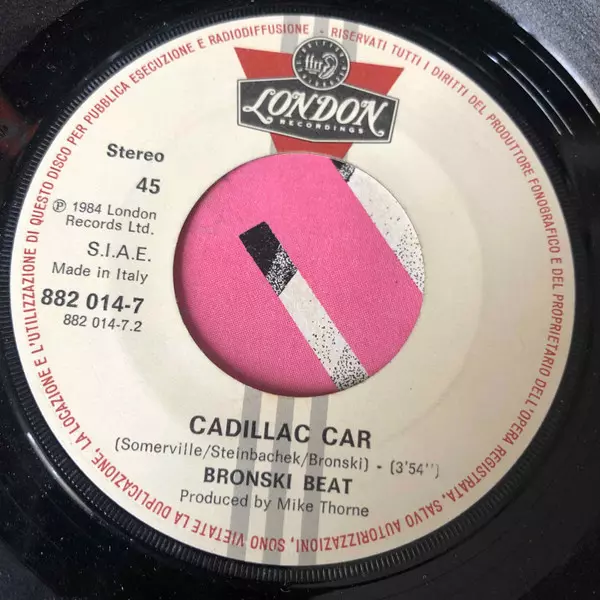 RISERVATI TUTTI I DIRITTI DEL PRODUTTORE FONOGRAFICO E DEL PROPRIETARIO DELL'OPERA REGISTRATA. SALVO AUTORIZZAZIONI, SONO VIETATE LA DUPLICAZIONE, LA LOCAZIONE E L'UTILIZZAZIONE DI QUESTO DISCO PER PUBBLICA ESECUZIONE E RADIODIFFUSIONE -
ffrr
LONDON
RECORDINGS
Stereo
45
℗ 1984 London
Records Ltd.
S.I.A.E.
Made in Italy
882 014-7
882 014-7.2
CADILLAC CAR
(Somerville/Steinbachek/Bronski) - (3'54'')
BRONSKI BEAT
Produced by Mike Thorne